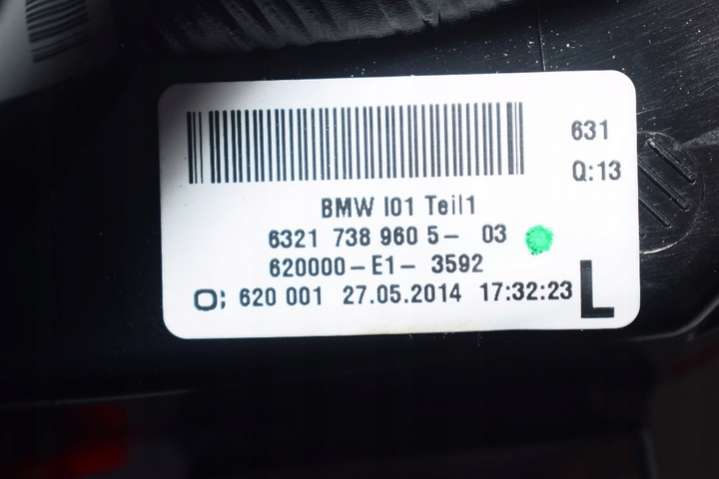 631
Q:13
BMW I01 Teil1
6321 738 960 5- 03
620000-E1- 3592
O; 620 001 27.05.2014 17:32:23 L